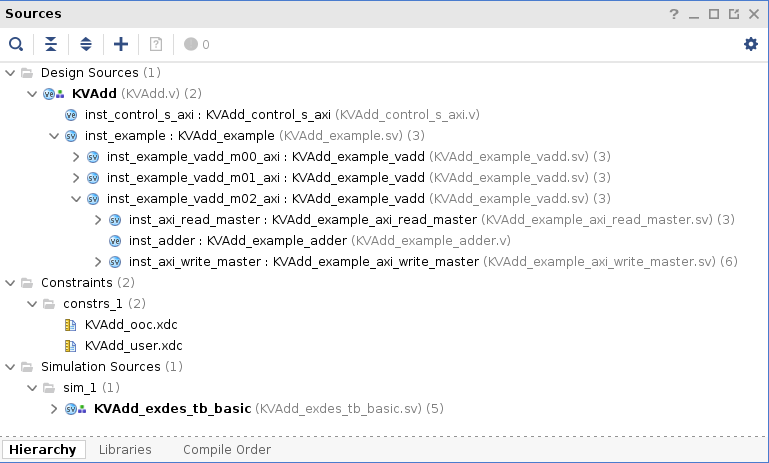 Sources
0
Design Sources (1)
KVAdd (KVAdd.v) (2)
inst_control_s_axi : KVAdd_control_s_axi (KVAdd_control_s_axi.v)
inst_example : KVAdd_example (KVAdd_example.sv) (3)
inst_example_vadd_m00_axi : KVAdd_example_vadd (KVAdd_example_vadd.sv) (3)
inst_example_vadd_m01_axi : KVAdd_example_vadd (KVAdd_example_vadd.sv) (3)
inst_example_vadd_m02_axi : KVAdd_example_vadd (KVAdd_example_vadd.sv) (3)
inst_axi_read_master : KVAdd_example_axi_read_master (KVAdd_example_axi_read_master.sv) (3)
inst_adder : KVAdd_example_adder (KVAdd_example_adder.v)
inst_axi_write_master : KVAdd_example_axi_write_master (KVAdd_example_axi_write_master.sv) (6)
Constraints (2)
constrs_1 (2)
KVAdd_ooc.xdc
KVAdd_user.xdc
Simulation Sources (1)
sim_1 (1)
KVAdd_exdes_tb_basic (KVAdd_exdes_tb_basic.sv) (5)
Hierarchy Libraries Compile Order